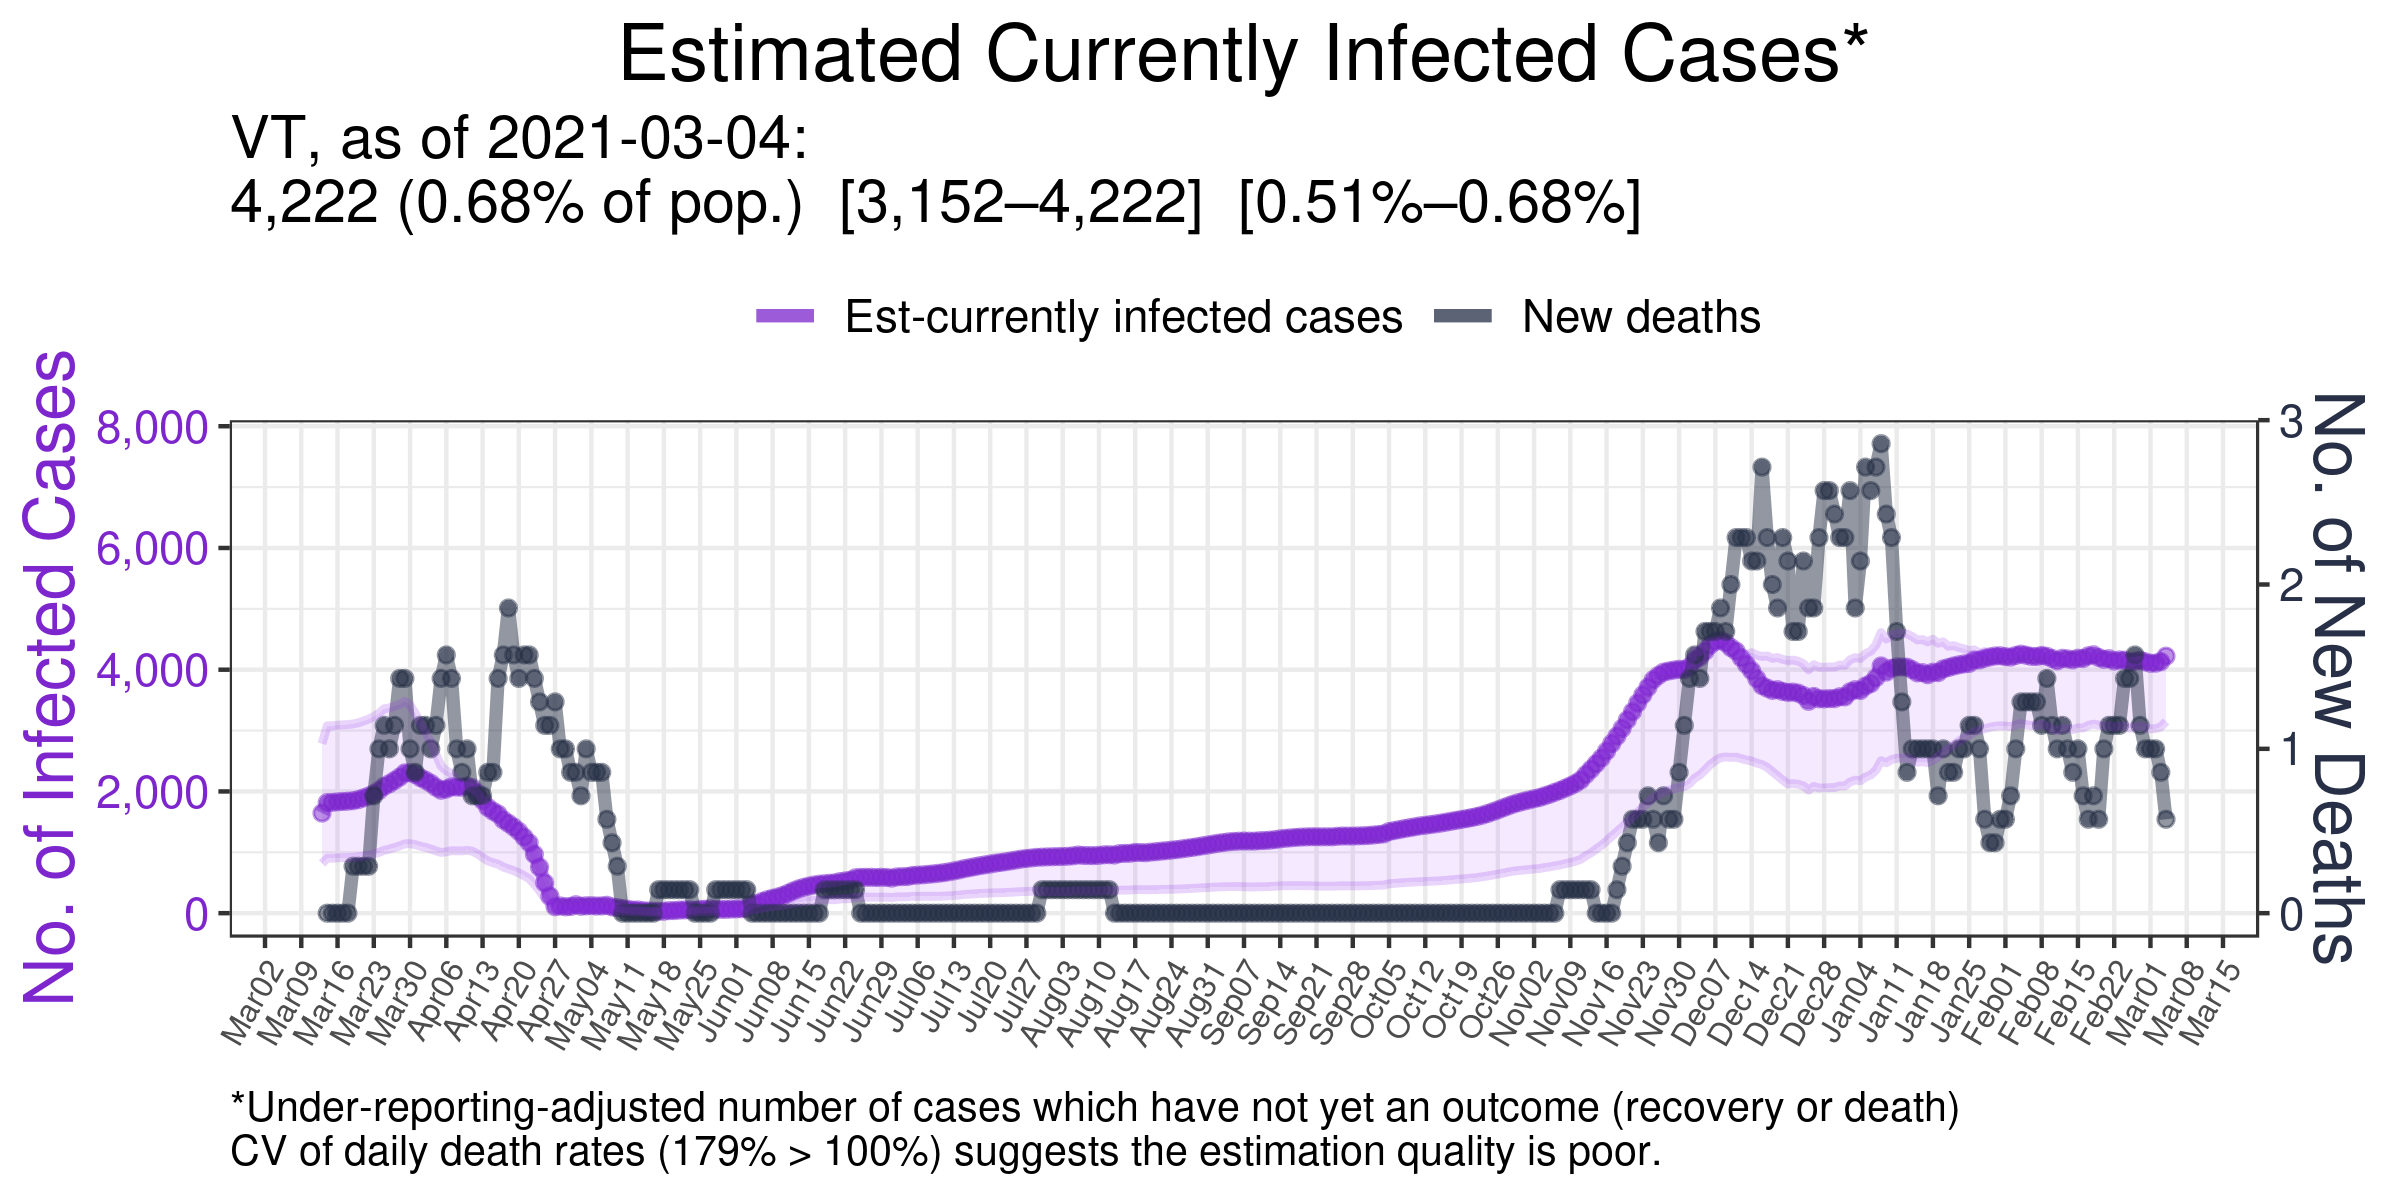 Estimated Currently Infected Cases*
VT, as of 2021-03-04:
4,222 (0.68% of pop.)  [3,152–4,222]  [0.51%–0.68%]
Est-currently infected cases
New deaths
No. of Infected Cases
8,000
6,000
4,000
2,000
0
3
2
1
0
No. of New Deaths
Mar02
Mar09
Mar16
Mar23
Mar30
Apr06
Apr13
Apr20
Apr27
May04
May11
May18
May25
Jun01
Jun08
Jun15
Jun22
Jun29
Jul06
Jul13
Jul20
Jul27
Aug03
Aug10
Aug17
Aug24
Aug31
Sep07
Sep14
Sep21
Sep28
Oct05
Oct12
Oct19
Oct26
Nov02
Nov09
Nov16
Nov23
Nov30
Dec07
Dec14
Dec21
Dec28
Jan04
Jan11
Jan18
Jan25
Feb01
Feb08
Feb15
Feb22
Mar01
Mar08
Mar15
*Under-reporting-adjusted number of cases which have not yet an outcome (recovery or death)
CV of daily death rates (179% > 100%) suggests the estimation quality is poor.